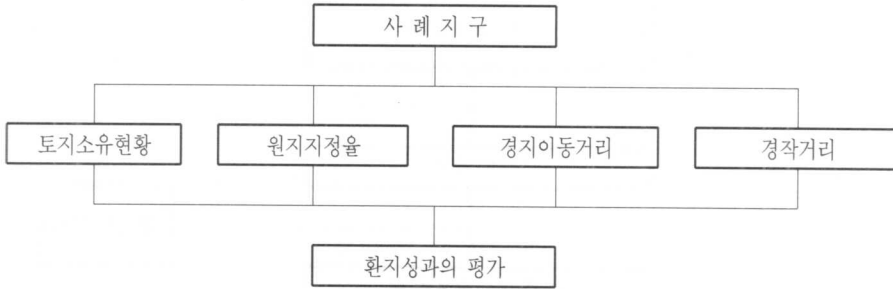 사 례 지 구
토지소유현황
원지지정율
경지이동거리
경작거리
환지성과의 평가